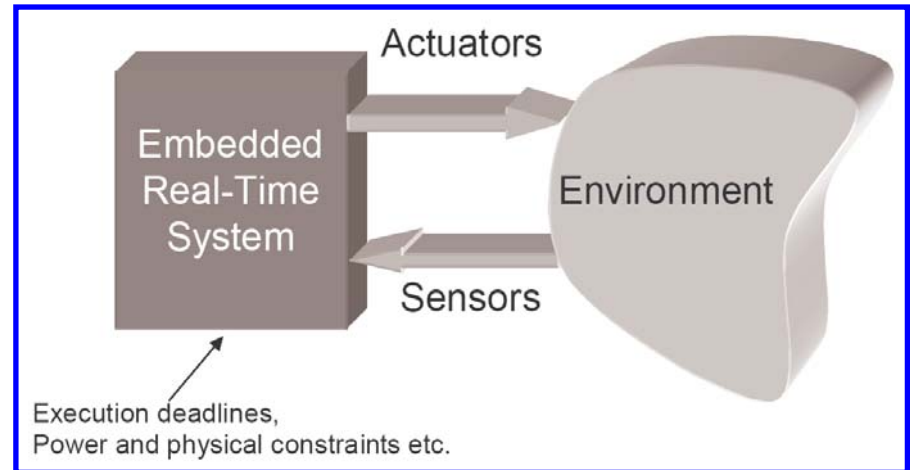 Actuators
Embedded
Real-Time
System
Environment
Sensors
Execution deadlines,
Power and physical constraints etc.